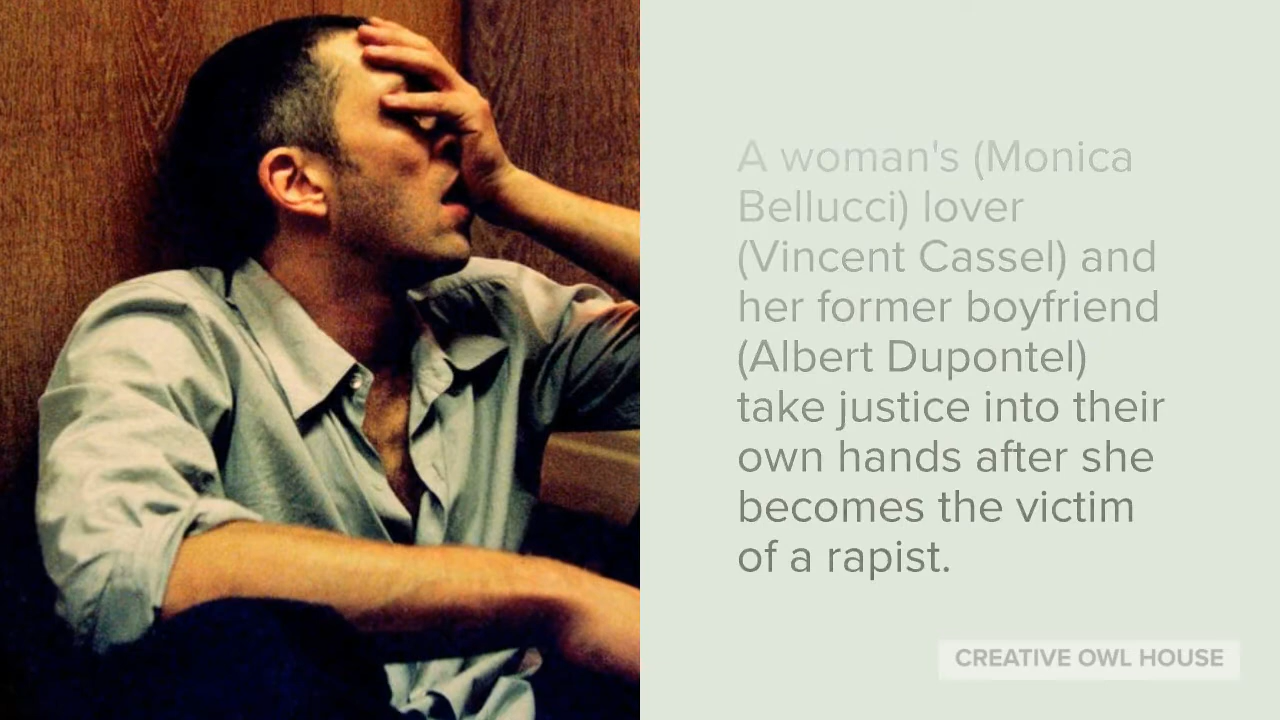 A woman's (Monica
Bellucci) lover
(Vincent Cassel) and
her former boyfriend
(Albert Dupontel)
take justice into their
own hands after she
becomes the victim
of a rapist.
CREATIVE OWL HOUSE